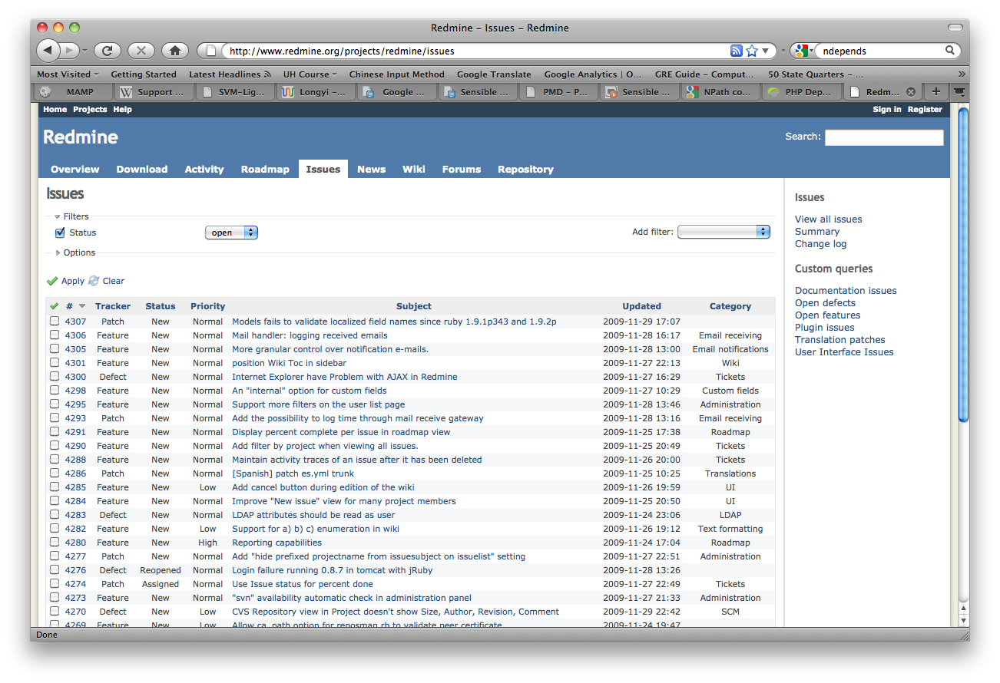 Redmine – Issues – Redmine
http://www.redmine.org/projects/redmine/issues ndepends
Most Visited Getting Started Latest Headlines UH Course Chinese Input Method Google Translate Google Analytics | O... GRE Guide – Comput... 50 State Quarters – ... »
MAMP Support ... SVM-Lig... Longyi –... Google ... Sensible ... PMD – P... Sensible ... NPath co... PHP Dep... Redm...
Home Projects Help Sign in Register
Redmine Search:
Overview Download Activity Roadmap Issues News Wiki Forums Repository
Issues
Filters
Status open Add filter:
Options
Apply Clear
# Tracker Status Priority Subject Updated Category
4307 Patch New Normal Models fails to validate localized field names since ruby 1.9.1p343 and 1.9.2p 2009-11-29 17:07
4306 Feature New Normal Mail handler: logging received emails 2009-11-28 16:17 Email receiving
4305 Feature New Normal More granular control over notification e-mails. 2009-11-28 13:00 Email notifications
4301 Feature New Normal position Wiki Toc in sidebar 2009-11-27 22:13 Wiki
4300 Defect New Normal Internet Explorer have Problem with AJAX in Redmine 2009-11-27 16:29 Tickets
4298 Feature New Normal An "internal" option for custom fields 2009-11-27 10:29 Custom fields
4295 Feature New Normal Support more filters on the user list page 2009-11-28 13:46 Administration
4293 Patch New Normal Add the possibility to log time through mail receive gateway 2009-11-28 13:16 Email receiving
4291 Feature New Normal Display percent complete per issue in roadmap view 2009-11-25 17:38 Roadmap
4290 Feature New Normal Add filter by project when viewing all issues. 2009-11-25 20:49 Tickets
4288 Feature New Normal Maintain activity traces of an issue after it has been deleted 2009-11-26 20:00 Tickets
4286 Patch New Normal [Spanish] patch es.yml trunk 2009-11-25 10:25 Translations
4285 Feature New Low Add cancel button during edition of the wiki 2009-11-26 19:59 UI
4284 Feature New Normal Improve "New issue" view for many project members 2009-11-25 20:50 UI
4283 Defect New Normal LDAP attributes should be read as user 2009-11-24 23:06 LDAP
4282 Feature New Low Support for a) b) c) enumeration in wiki 2009-11-26 19:12 Text formatting
4280 Feature New High Reporting capabilities 2009-11-24 17:04 Roadmap
4277 Patch New Normal Add "hide prefixed projectname from issuesubject on issuelist" setting 2009-11-27 22:51 Administration
4276 Defect Reopened Normal Login failure running 0.8.7 in tomcat with jRuby 2009-11-28 13:26
4274 Patch Assigned Normal Use Issue status for percent done 2009-11-27 22:49 Tickets
4273 Feature New Normal "svn" availability automatic check in administration panel 2009-11-27 21:33 Administration
4270 Defect New Low CVS Repository view in Project doesn't show Size, Author, Revision, Comment 2009-11-29 22:42 SCM
4269 Feature New Low Allow ca_path option for reposman.rb to validate peer certificate 2009-11-24 19:47
Issues
View all issues
Summary
Change log
Custom queries
Documentation issues
Open defects
Open features
Plugin issues
Translation patches
User Interface Issues
Done